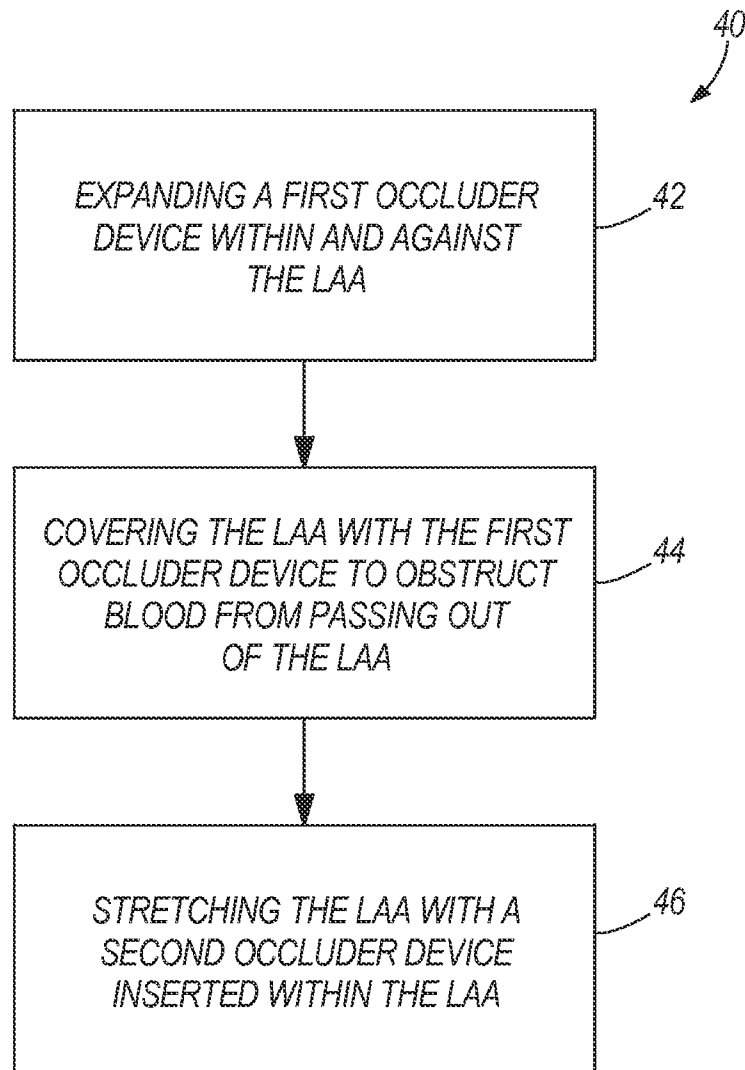 40
EXPANDING A FIRST OCCLUDER
DEVICE WITHIN AND AGAINST
THE LAA
42
COVERING THE LAA WITH THE FIRST
OCCLUDER DEVICE TO OBSTRUCT
BLOOD FROM PASSING OUT
OF THE LAA
44
STRETCHING THE LAA WITH A
SECOND OCCLUDER DEVICE
INSERTED WITHIN THE LAA
46